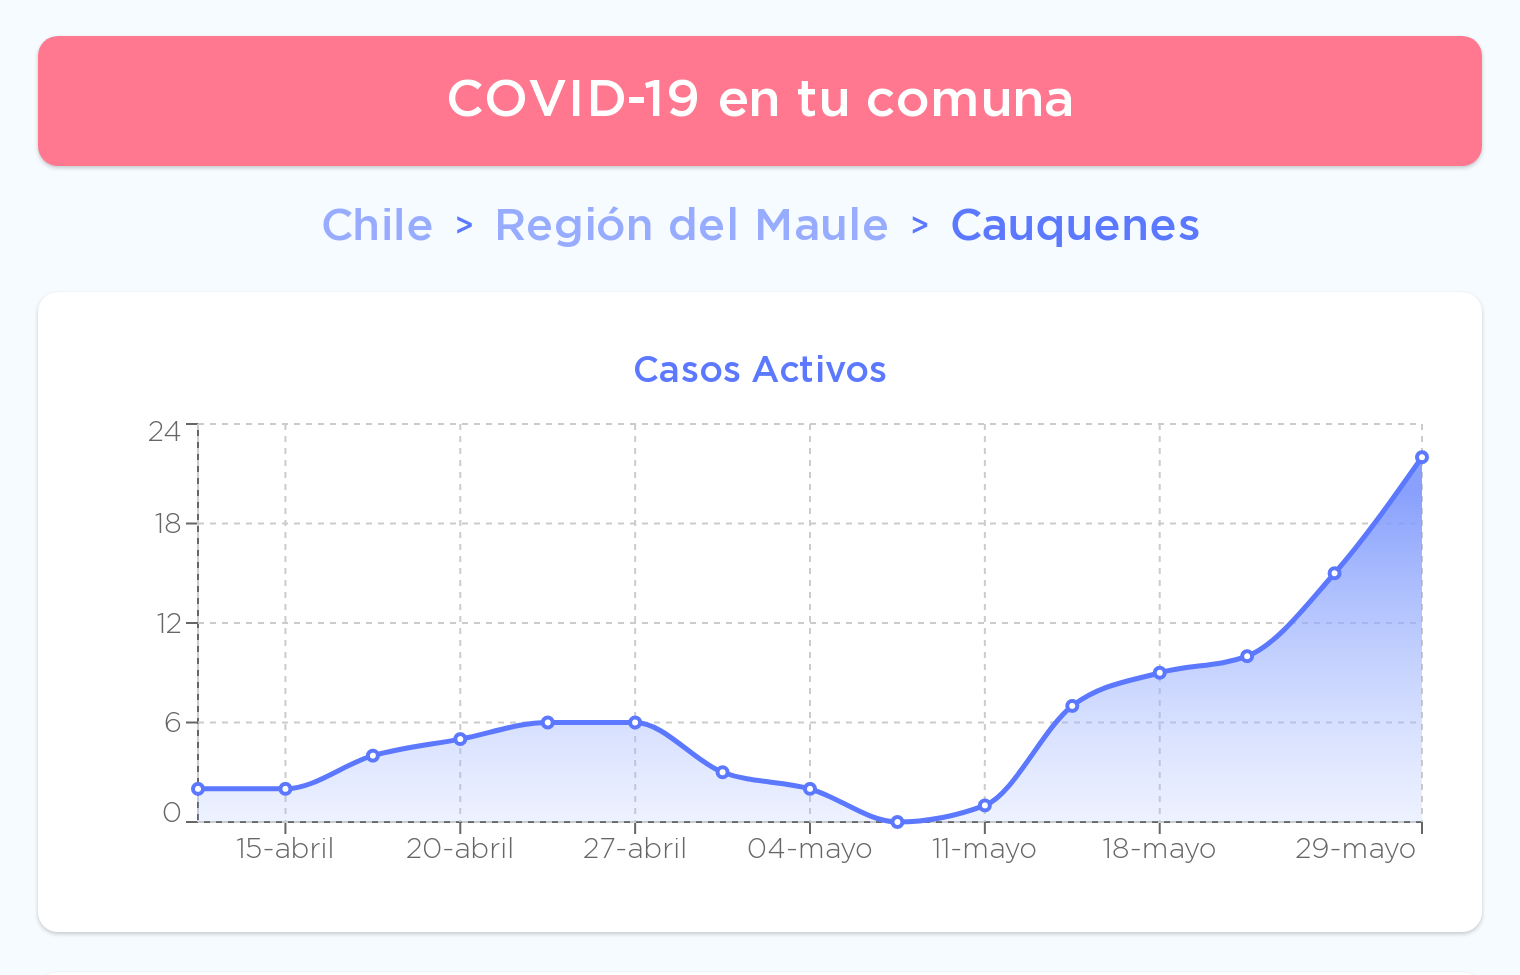 COVID-19 en tu comuna
Chile > Región del Maule > Cauquenes
Casos Activos
24
18
12
6
0
15-abril 20-abril 27-abril 04-mayo 11-mayo 18-mayo 29-mayo